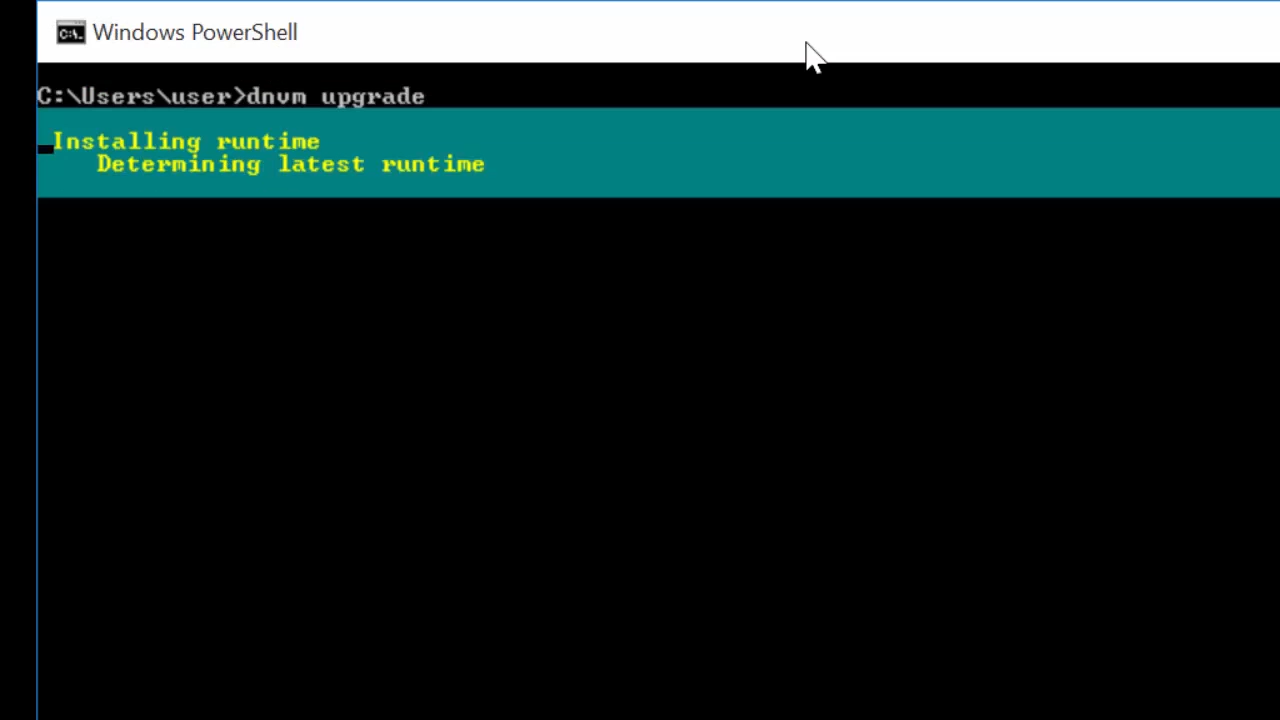 Windows PowerShell
C:\Users\user>dnvm upgrade
Installing runtime
Determining latest runtime